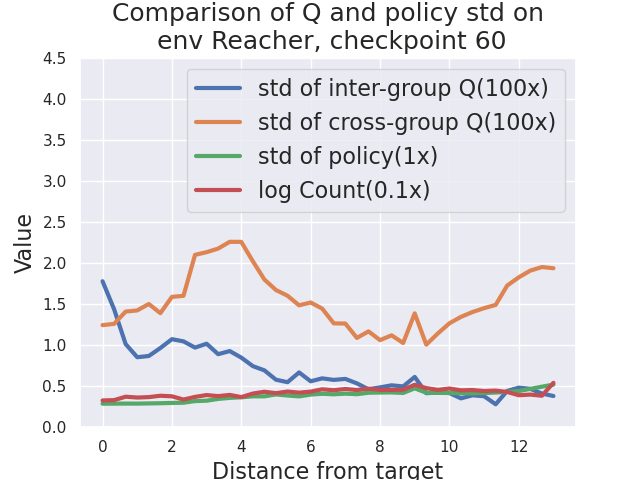 Comparison of Q and policy std on
env Reacher, checkpoint 60
4.5
4.0
3.5
3.0
2.5
2.0
1.5
1.0
0.5
0.0
Value
std of inter-group Q(100x)
std of cross-group Q(100x)
std of policy(1x)
log Count(0.1x)
0 2 4 6 8 10 12
Distance from target